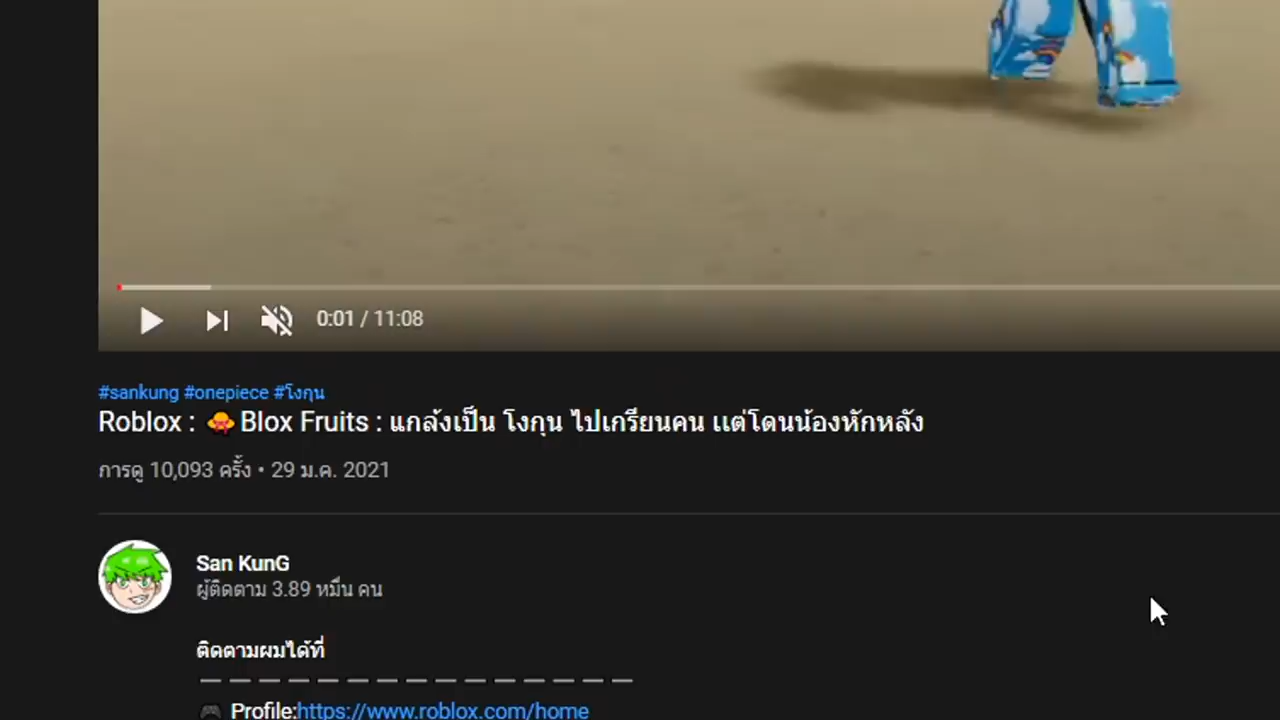 0:01 / 11:08
#sankung #onepiece #โงกุน
Roblox : Blox Fruits : แกล้งเป็น โงกุน ไปเกรียนคน แต่โดนน้องหักหลัง
การดู 10,093 ครั้ง • 29 ม.ค. 2021
San KunG
ผู้ติดตาม 3.89 หมื่น คน
ติดตามผมได้ที่
— — — — — — — — — — — — — — —
Profile:https://www.roblox.com/home